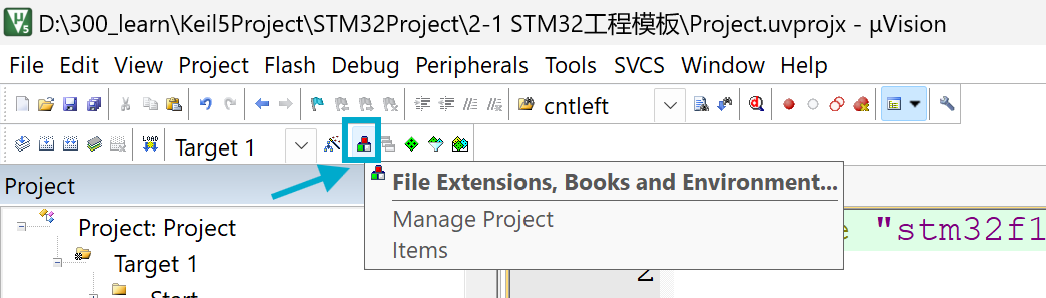 D:\300_learn\Keil5Project\STM32Project\2-1 STM32工程模板\Project.uvprojx - µVision
File Edit View Project Flash Debug Peripherals Tools SVCS Window Help
cntleft
LOAD Target 1
File Extensions, Books and Environment...
Project
Manage Project
Items
Project: Project
"stm32f1
Target 1
2
Start